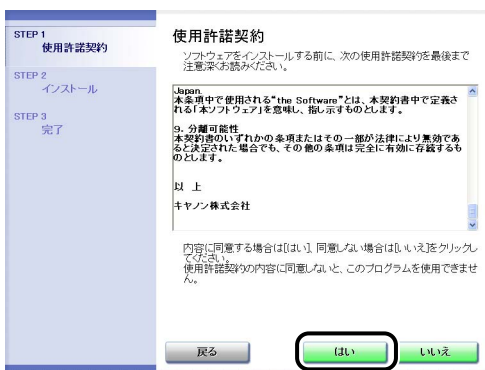 STEP 1
使用許諾契約
STEP 2
インストール
STEP 3
完了
使用許諾契約
ソフトウェアをインストールする前に、次の使用許諾契約を最後まで
注意深くお読みください。
Japan.
本条項中で使用される“the Software”とは、本契約書中で定義さ
れる「本ソフトウェア」を意味し、指し示すものとします。
9. 分離可能性
本契約書のいずれかの条項またはその一部が法律により無効であ
ると決定された場合でも、その他の条項は完全に有効に存続するも
のとします。
以 上
キヤノン株式会社
内容に同意する場合は[はい]、同意しない場合は[いいえ]をクリックし
てください。
使用許諾契約の内容に同意しないと、このプログラムを使用できませ
ん。
戻る
はい
いいえ